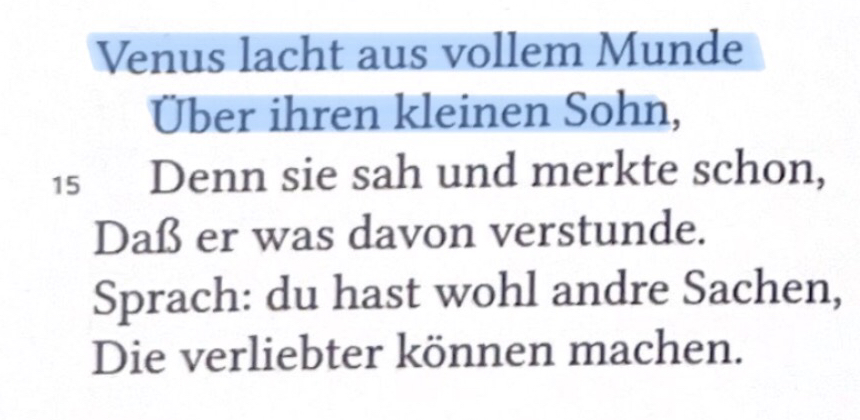 Venus lacht aus vollem Munde
Über ihren kleinen Sohn,
15 Denn sie sah und merkte schon,
Daß er was davon verstunde.
Sprach: du hast wohl andre Sachen,
Die verliebter können machen.